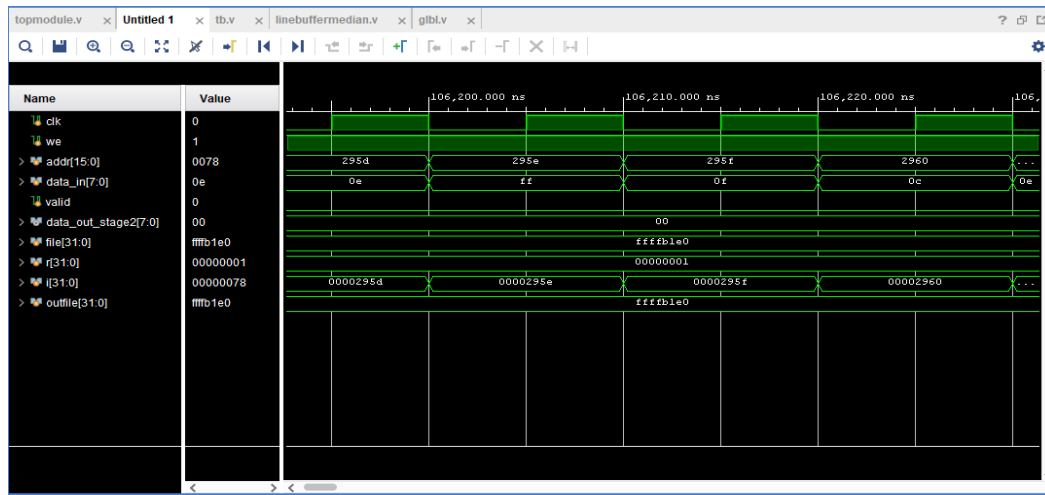 topmodule.v × Untitled 1 × tb.v × linebuffermedian.v × glbl.v ×
?
Name Value
106,200.000 ns 106,210.000 ns 106,220.000 ns 106,
clk 0
we 1
addr[15:0] 0078 295d 295e 295f 2960 ...
data_in[7:0] 0e 0e ff 0f 0c 0e
valid 0
data_out_stage2[7:0] 00 00
file[31:0] ffffb1e0 ffffb1e0
r[31:0] 00000001 00000001
i[31:0] 00000078 0000295d 0000295e 0000295f 00002960 ...
outfile[31:0] ffffb1e0 ffffb1e0